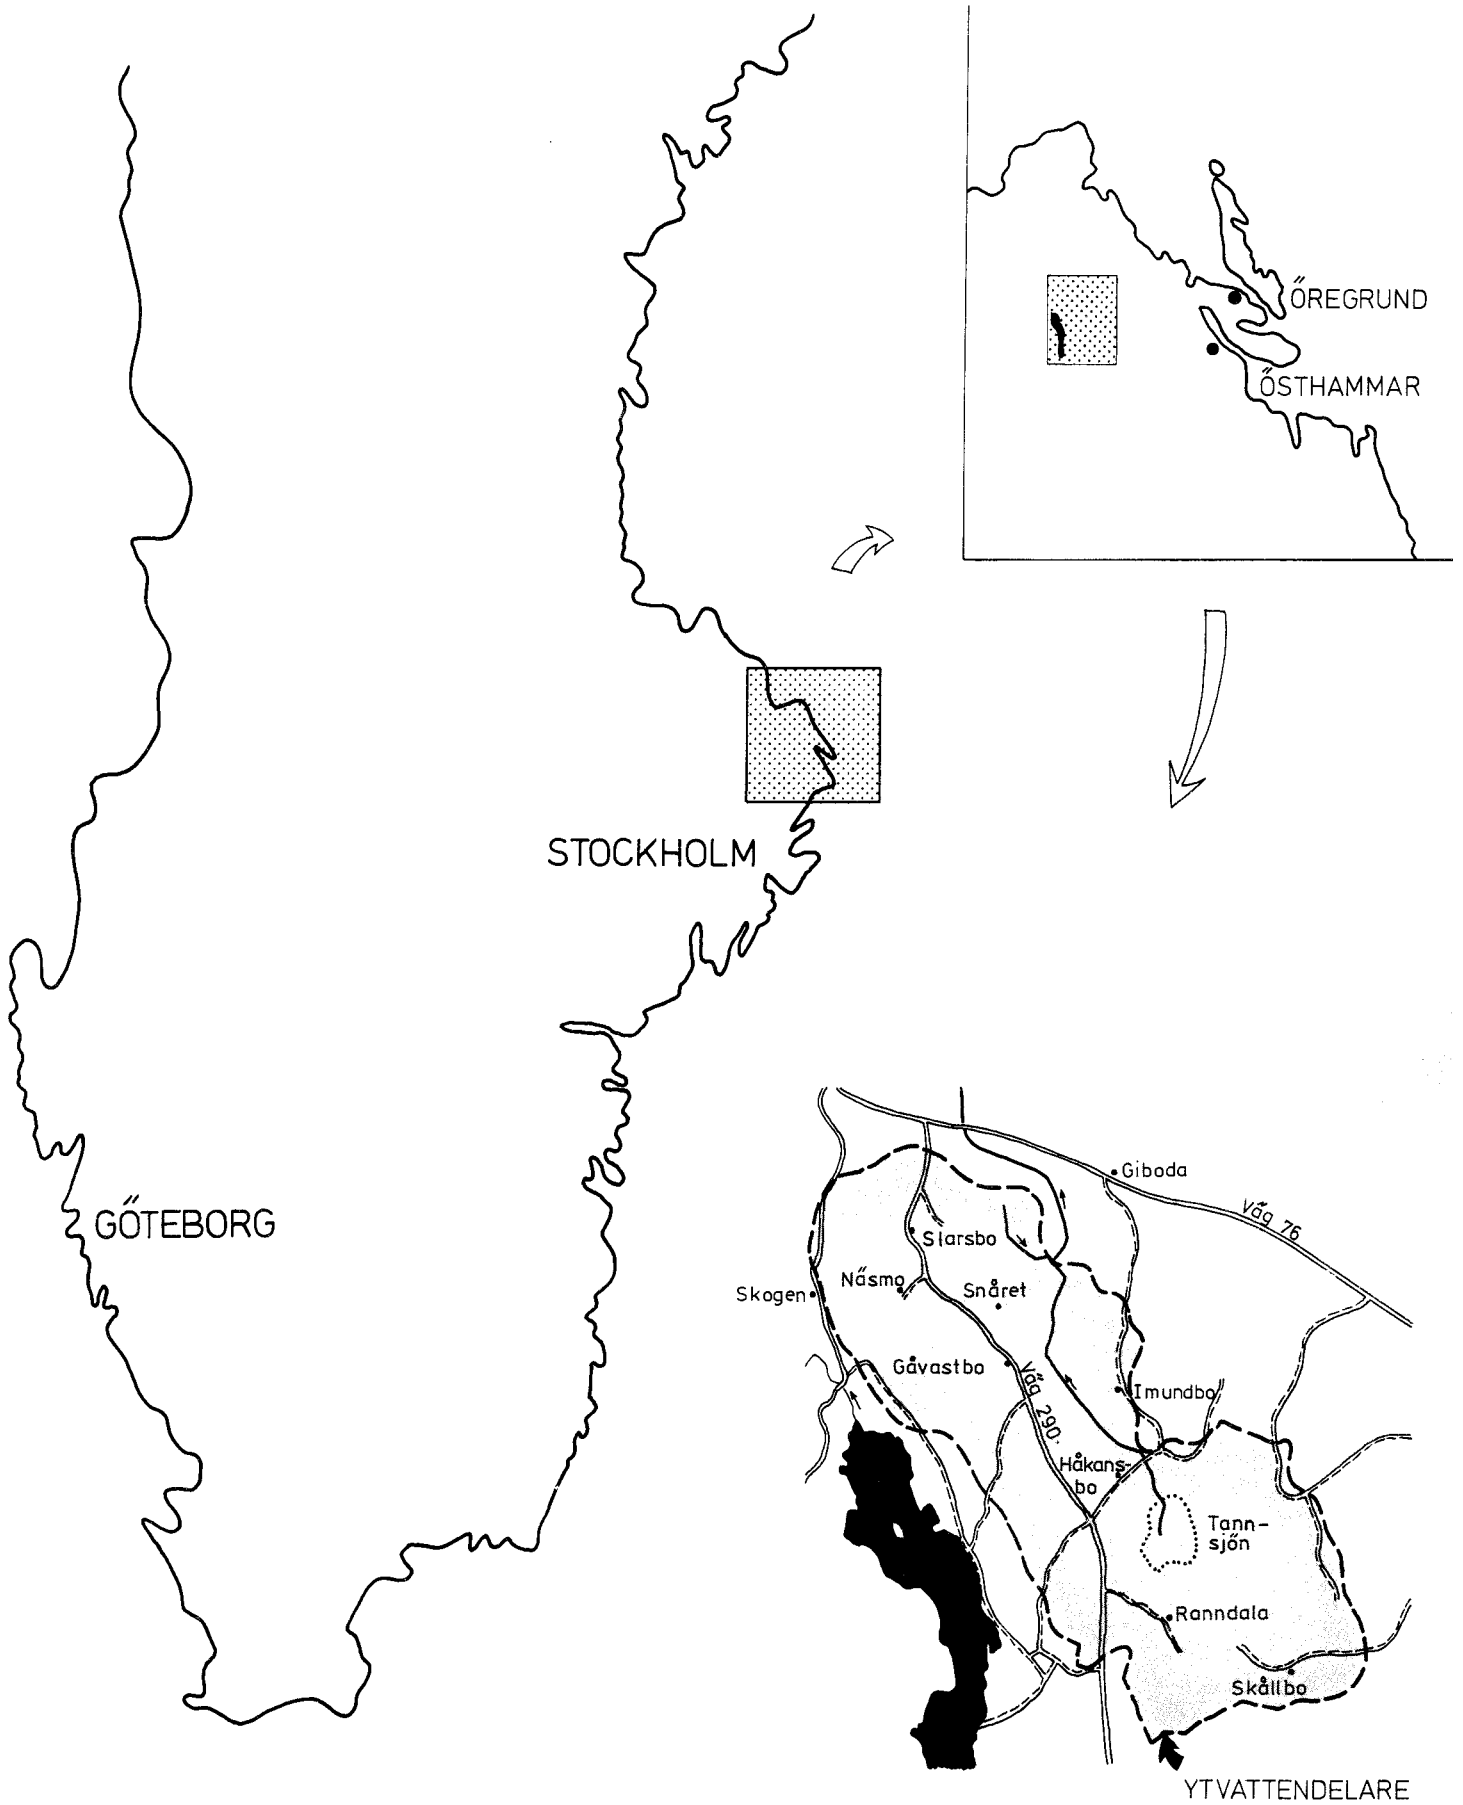 ÖREGRUND
ÖSTHAMMAR
STOCKHOLM
GÖTEBORG
Giboda
Väg 76
Slarsbo
Näsmo
Snåret
Skogen
Gåvastbo
Väg 290
Imundbo
Håkans-
bo
Tann-
sjön
Ranndala
Skållbo
YTVATTENDELARE